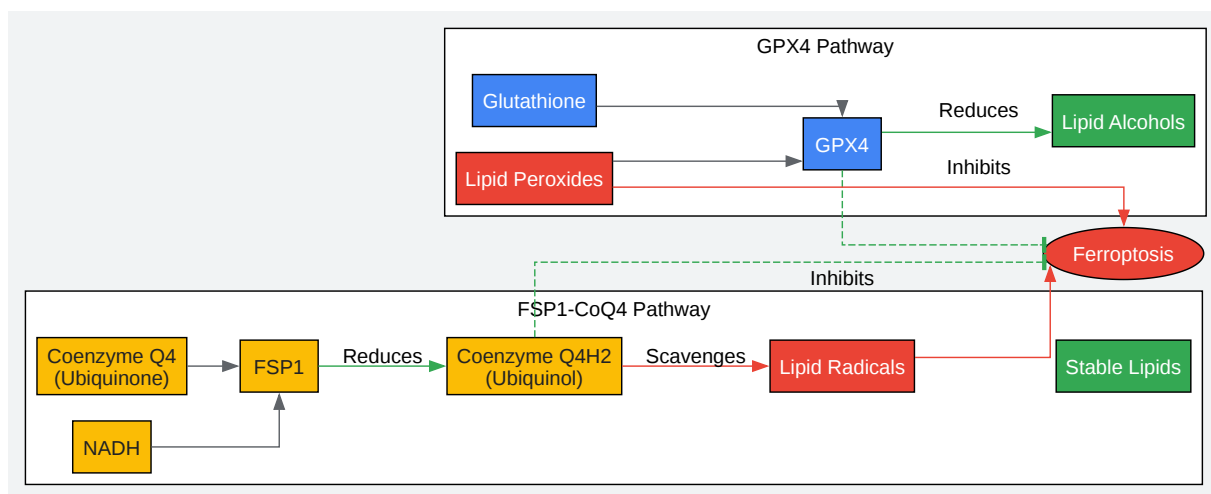 GPX4 Pathway
Glutathione
Reduces
Lipid Alcohols
GPX4
Lipid Peroxides
Inhibits
Ferroptosis
Inhibits
FSP1-CoQ4 Pathway
Coenzyme Q4
(Ubiquinone)
FSP1
Reduces
Coenzyme Q4H2
(Ubiquinol)
Scavenges
Lipid Radicals
Stable Lipids
NADH